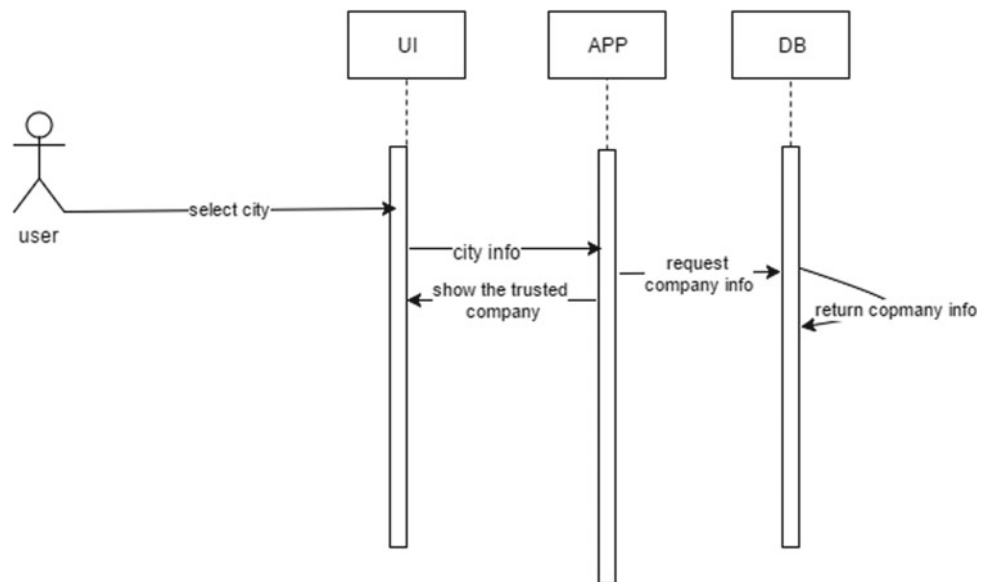 UI
APP
DB
user
select city
city info
request
company info
show the trusted
company
return copmany info